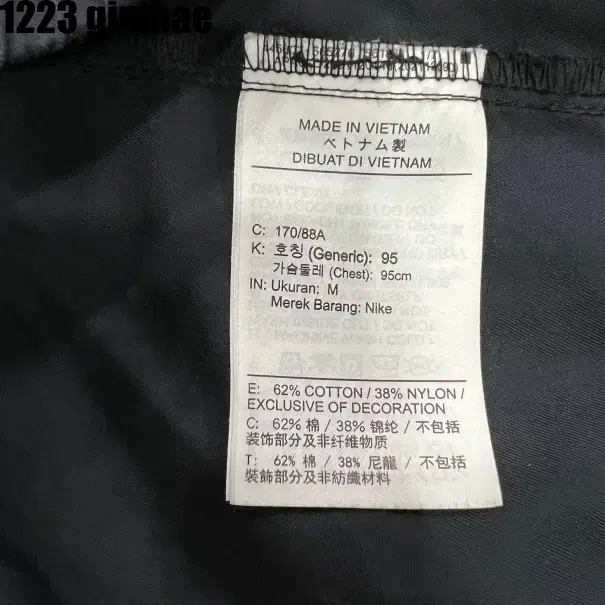 1223 gimhae
MADE IN VIETNAM
ベトナム製
DIBUAT DI VIETNAM
C: 170/88A
K: 호칭 (Generic): 95
가슴둘레 (Chest): 95cm
IN: Ukuran: M
Merek Barang: Nike
E: 62% COTTON / 38% NYLON /
EXCLUSIVE OF DECORATION
C: 62% 棉 / 38% 锦纶 / 不包括
装饰部分及非纤维物质
T: 62% 棉 / 38% 尼龍 / 不包括
裝飾部分及非紡織材料